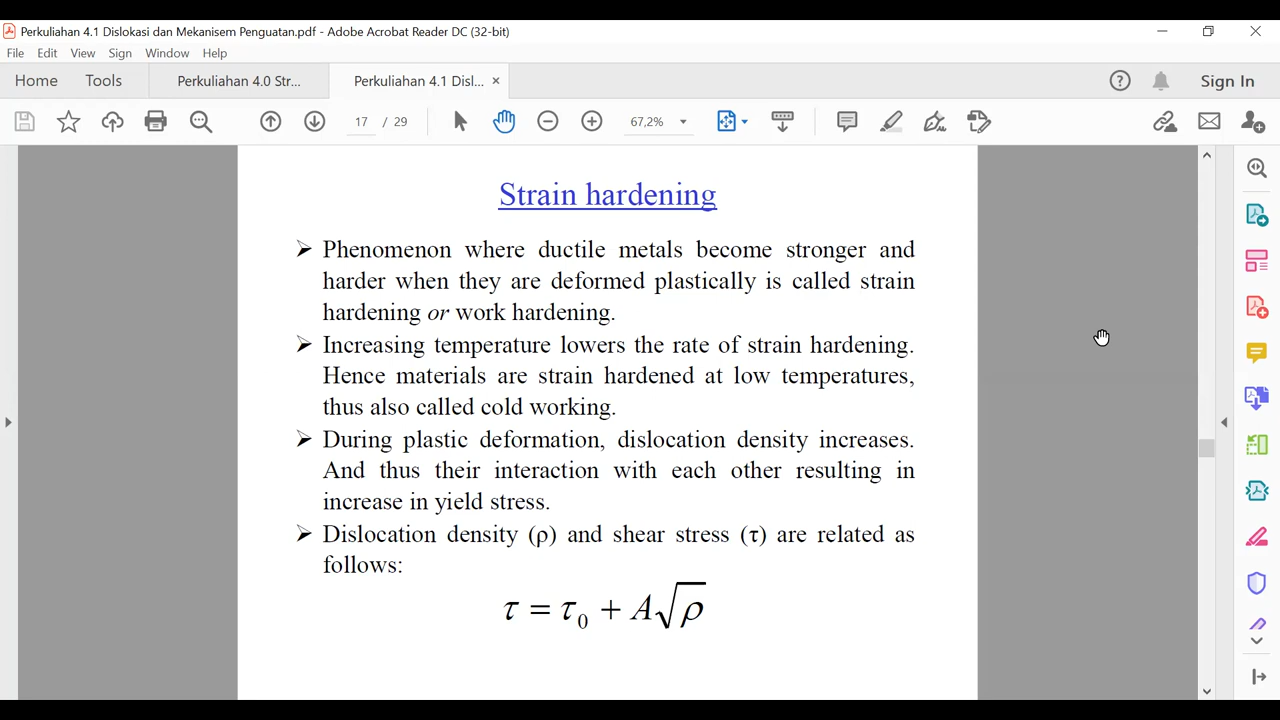 Perkuliahan 4.1 Dislokasi dan Mekanisem Penguatan.pdf - Adobe Acrobat Reader DC (32-bit)
File Edit View Sign Window Help
Home Tools Perkuliahan 4.0 Str... Perkuliahan 4.1 Disl... × Sign In
17 / 29 67,2%
Strain hardening
➢ Phenomenon where ductile metals become stronger and
harder when they are deformed plastically is called strain
hardening or work hardening.
➢ Increasing temperature lowers the rate of strain hardening.
Hence materials are strain hardened at low temperatures,
thus also called cold working.
➢ During plastic deformation, dislocation density increases.
And thus their interaction with each other resulting in
increase in yield stress.
➢ Dislocation density (ρ) and shear stress (τ) are related as
follows:
τ = τ₀ + A√ρ